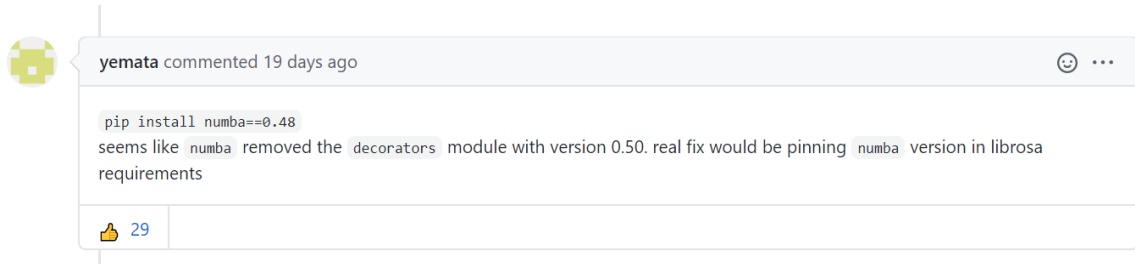 yemata commented 19 days ago
pip install numba==0.48
seems like numba removed the decorators module with version 0.50. real fix would be pinning numba version in librosa
requirements
29